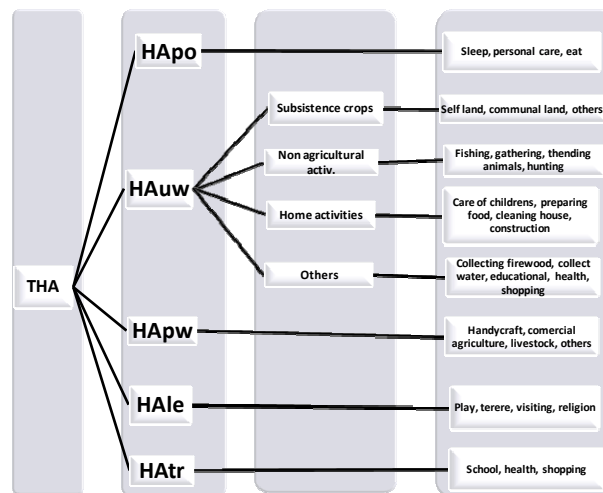 HApo
Sleep, personal care, eat
Subsistence crops
Self land, communal land, others
Non agricultural
activ.
Fishing, gathering, thending
animals, hunting
HAuw
Home activities
Care of childrens, preparing
food, cleaning house,
construction
Others
Collecting firewood, collect
water, educational, health,
shopping
THA
HApw
Handycraft, comercial
agriculture, livestock, others
HAle
Play, terere, visiting, religion
HAtr
School, health, shopping